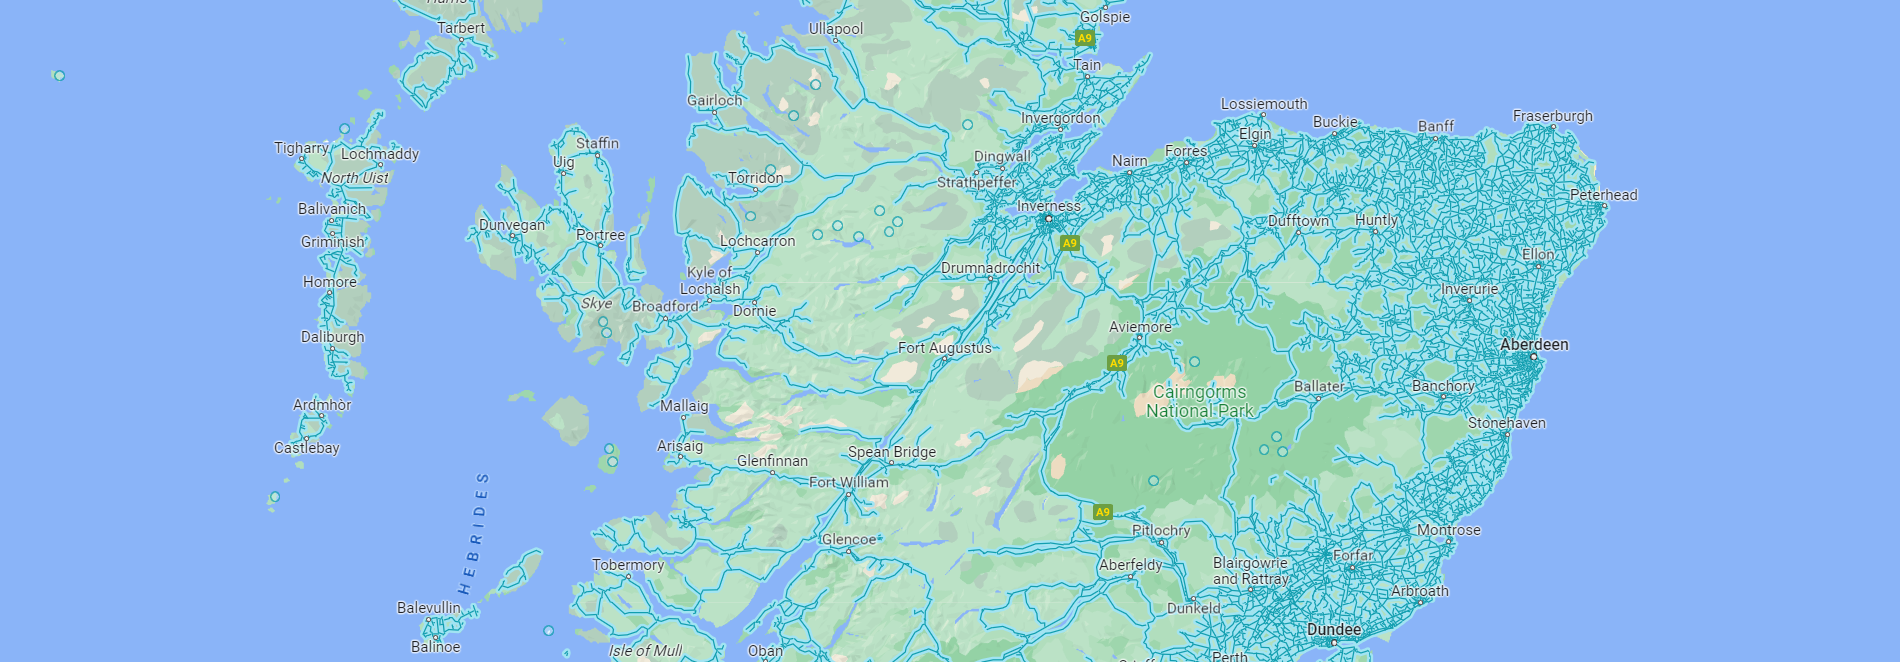 Harris
Tarbert
Ullapool
Golspie
A9
Tain
Gairloch
Invergordon
Lossiemouth
Elgin
Buckie
Banff
Fraserburgh
Tigharry
Lochmaddy
North Uist
Staffin
Uig
Torridon
Dingwall
Strathpeffer
Nairn
Forres
Balivanich
Griminish
Dunvegan
Portree
Lochcarron
Inverness
A9
Dufftown
Huntly
Peterhead
Ellon
Homore
Kyle of
Lochalsh
Drumnadrochit
Inverurie
Skye
Broadford
Dornie
Daliburgh
Fort Augustus
Aviemore
A9
Aberdeen
Cairngorms
National Park
Ballater
Banchory
Ardmhòr
Castlebay
Mallaig
Arisaig
Glenfinnan
Spean Bridge
Fort William
Stonehaven
HEBRIDES
A9
Pitlochry
Montrose
Glencoe
Tobermory
Aberfeldy
Blairgowrie
and Rattray
Forfar
Arbroath
Balevullin
Balinoe
Isle of Mull
Oban
Dunkeld
Dundee
Perth